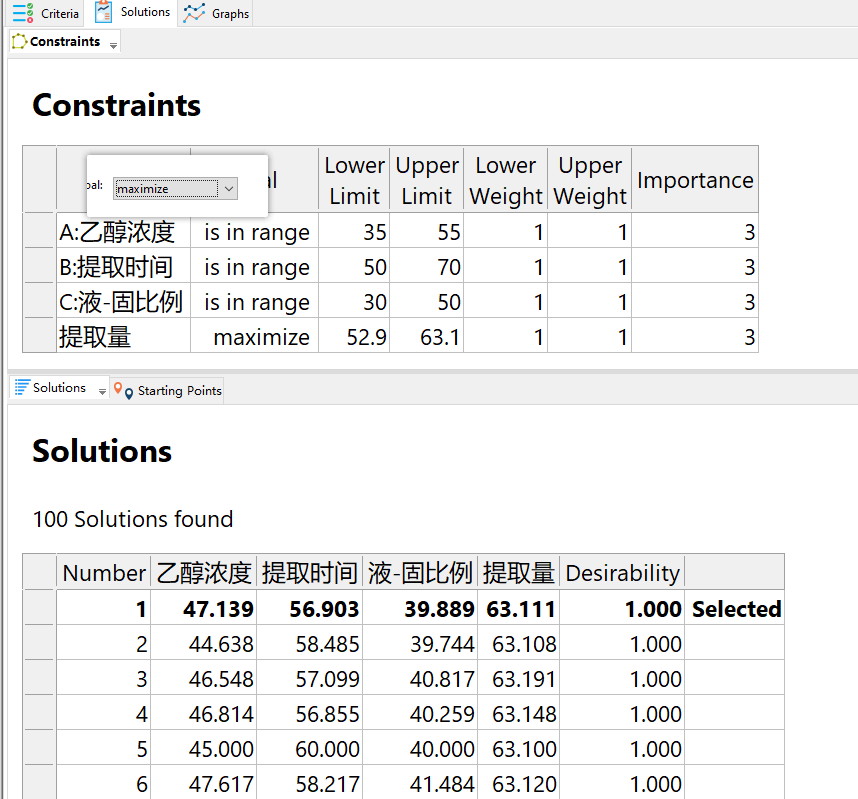 Criteria Solutions Graphs
Constraints
Constraints
Lower Limit Upper Limit Lower Weight Upper Weight Importance
maximize
A:乙醇浓度 is in range 35 55 1 1 3
B:提取时间 is in range 50 70 1 1 3
C:液-固比例 is in range 30 50 1 1 3
提取量 maximize 52.9 63.1 1 1 3
Solutions Starting Points
Solutions
100 Solutions found
Number 乙醇浓度 提取时间 液-固比例 提取量 Desirability
1 47.139 56.903 39.889 63.111 1.000 Selected
2 44.638 58.485 39.744 63.108 1.000
3 46.548 57.099 40.817 63.191 1.000
4 46.814 56.855 40.259 63.148 1.000
5 45.000 60.000 40.000 63.100 1.000
6 47.617 58.217 41.484 63.120 1.000